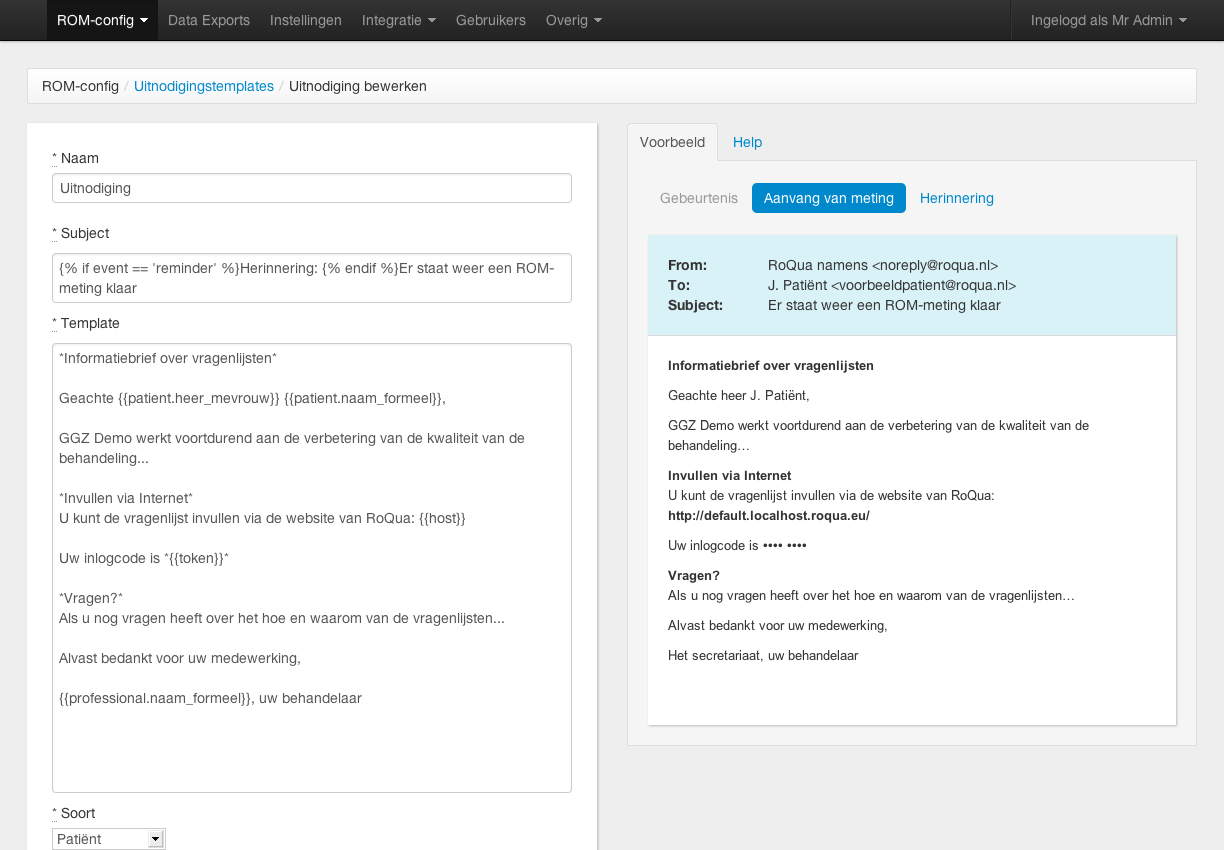 ROM-config Data Exports Instellingen Integratie Gebruikers Overig Ingelogd als Mr Admin
ROM-config / Uitnodigingstemplates / Uitnodiging bewerken
* Naam
Uitnodiging
* Subject
{% if event == 'reminder' %}Herinnering: {% endif %}Er staat weer een ROM-
meting klaar
* Template
*Informatiebrief over vragenlijsten*
Geachte {{patient.heer_mevrouw}} {{patient.naam_formeel}},
GGZ Demo werkt voortdurend aan de verbetering van de kwaliteit van de
behandeling...
*Invullen via Internet*
U kunt de vragenlijst invullen via de website van RoQua: {{host}}
Uw inlogcode is *{{token}}*
*Vragen?*
Als u nog vragen heeft over het hoe en waarom van de vragenlijsten...
Alvast bedankt voor uw medewerking,
{{professional.naam_formeel}}, uw behandelaar
* Soort
Patiënt
Voorbeeld Help
Gebeurtenis Aanvang van meting Herinnering
From: RoQua namens <noreply@roqua.nl>
To: J. Patiënt <voorbeeldpatient@roqua.nl>
Subject: Er staat weer een ROM-meting klaar
Informatiebrief over vragenlijsten
Geachte heer J. Patiënt,
GGZ Demo werkt voortdurend aan de verbetering van de kwaliteit van de
behandeling…
Invullen via Internet
U kunt de vragenlijst invullen via de website van RoQua:
http://default.localhost.roqua.eu/
Uw inlogcode is •••• ••••
Vragen?
Als u nog vragen heeft over het hoe en waarom van de vragenlijsten…
Alvast bedankt voor uw medewerking,
Het secretariaat, uw behandelaar